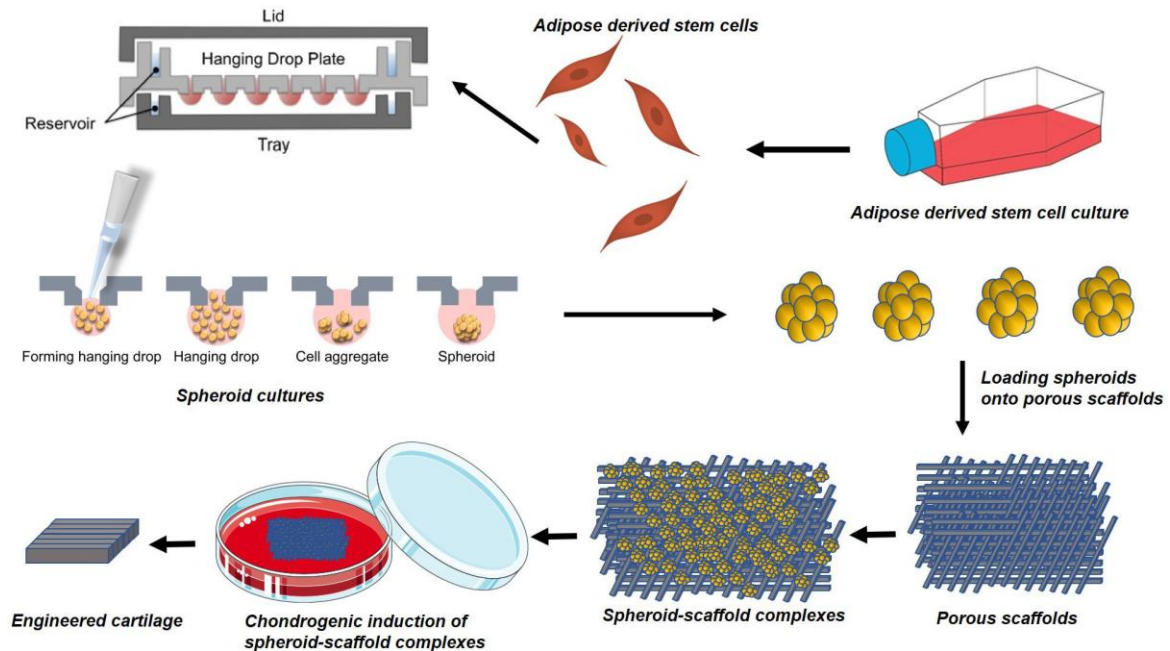 Lid
Adipose derived stem cells
Hanging Drop Plate
Reservoir
Tray
Adipose derived stem cell culture
Forming hanging drop
Hanging drop
Cell aggregate
Spheroid
Spheroid cultures
Loading spheroids
onto porous scaffolds
Engineered
cartilage
Chondrogenic induction of
spheroid-scaffold complexes
Spheroid-scaffold complexes
Porous scaffolds